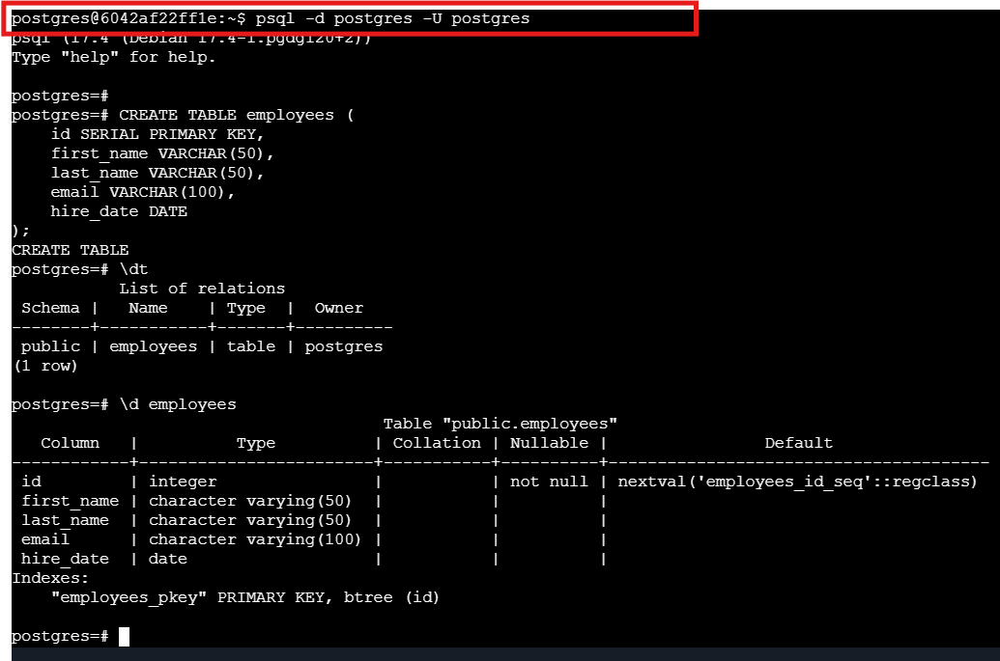 postgres@6042af22ff1e:~$ psql -d postgres -U postgres
psql (17.4 (Debian 17.4-1.pgdg120+2))
Type "help" for help.

postgres=#
postgres=# CREATE TABLE employees (
    id SERIAL PRIMARY KEY,
    first_name VARCHAR(50),
    last_name VARCHAR(50),
    email VARCHAR(100),
    hire_date DATE
);
CREATE TABLE
postgres=# \dt
           List of relations
 Schema |   Name    | Type  |  Owner
--------+-----------+-------+----------
 public | employees | table | postgres
(1 row)

postgres=# \d employees
                                      Table "public.employees"
   Column   |          Type          | Collation | Nullable |                Default
------------+------------------------+-----------+----------+---------------------------------------
 id         | integer                |           | not null | nextval('employees_id_seq'::regclass)
 first_name | character varying(50)  |           |          |
 last_name  | character varying(50)  |           |          |
 email      | character varying(100) |           |          |
 hire_date  | date                   |           |          |
Indexes:
    "employees_pkey" PRIMARY KEY, btree (id)

postgres=#